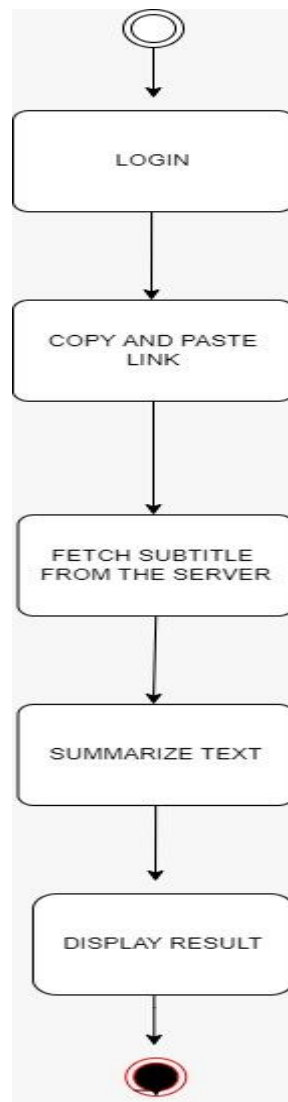 LOGIN
COPY AND PASTE
LINK
FETCH SUBTITLE
FROM THE SERVER
SUMMARIZE TEXT
DISPLAY RESULT